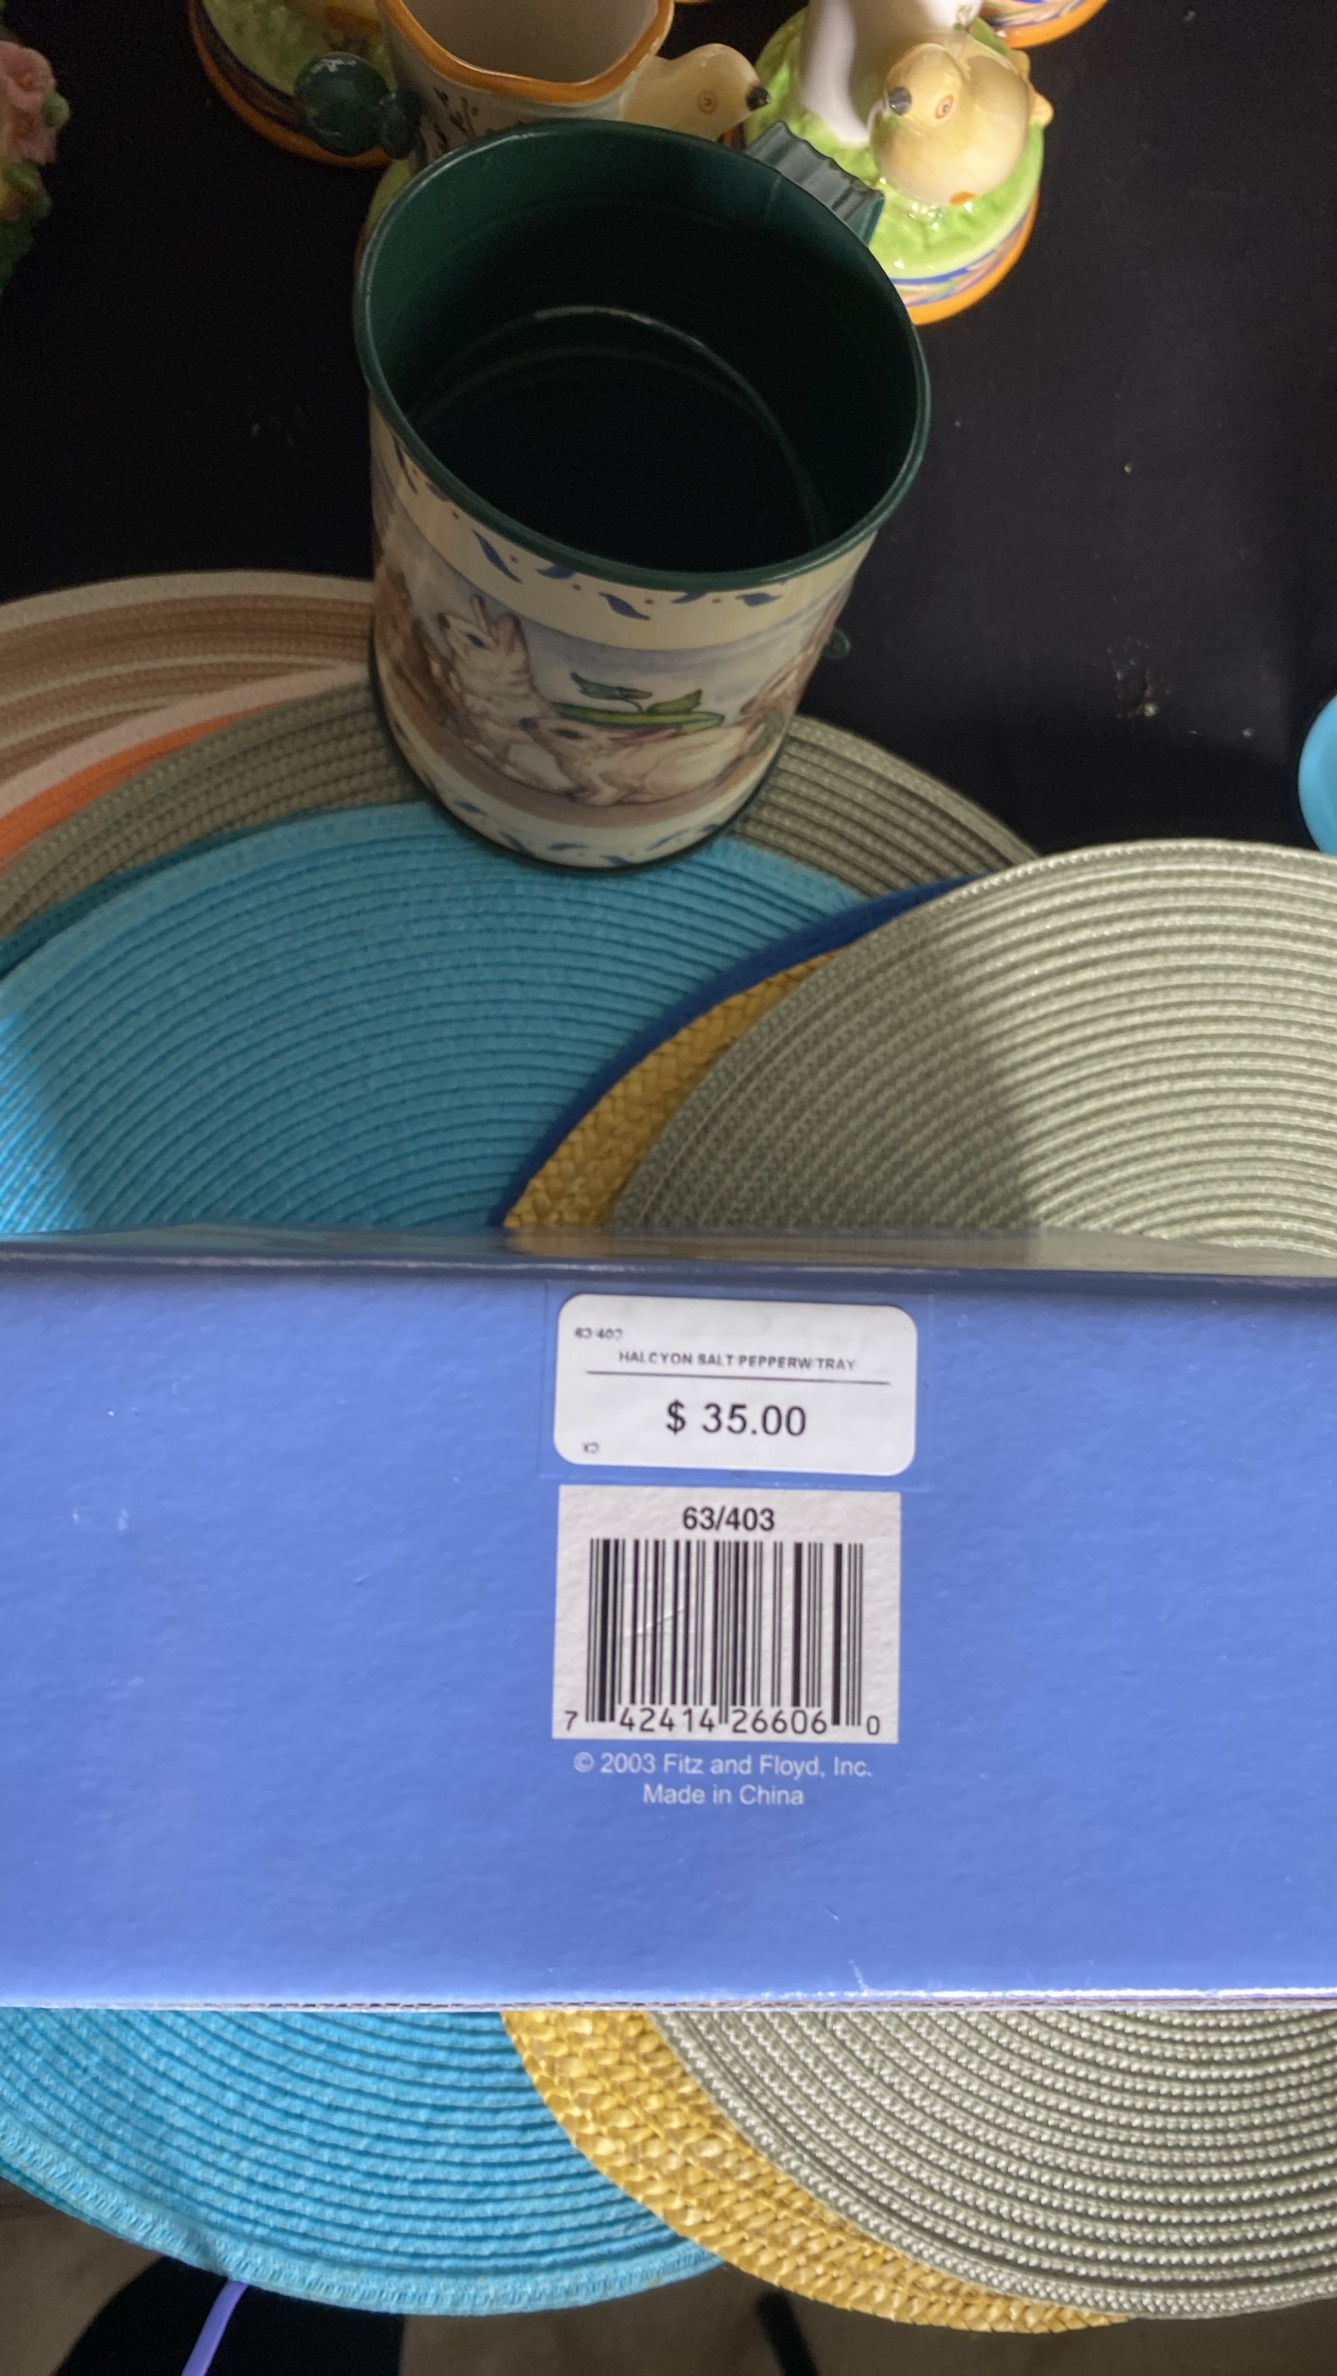 63/403
HALCYON SALT/PEPPERW/TRAY
$ 35.00
63/403
7 42414 26606 0
© 2003 Fitz and Floyd, Inc.
Made in China